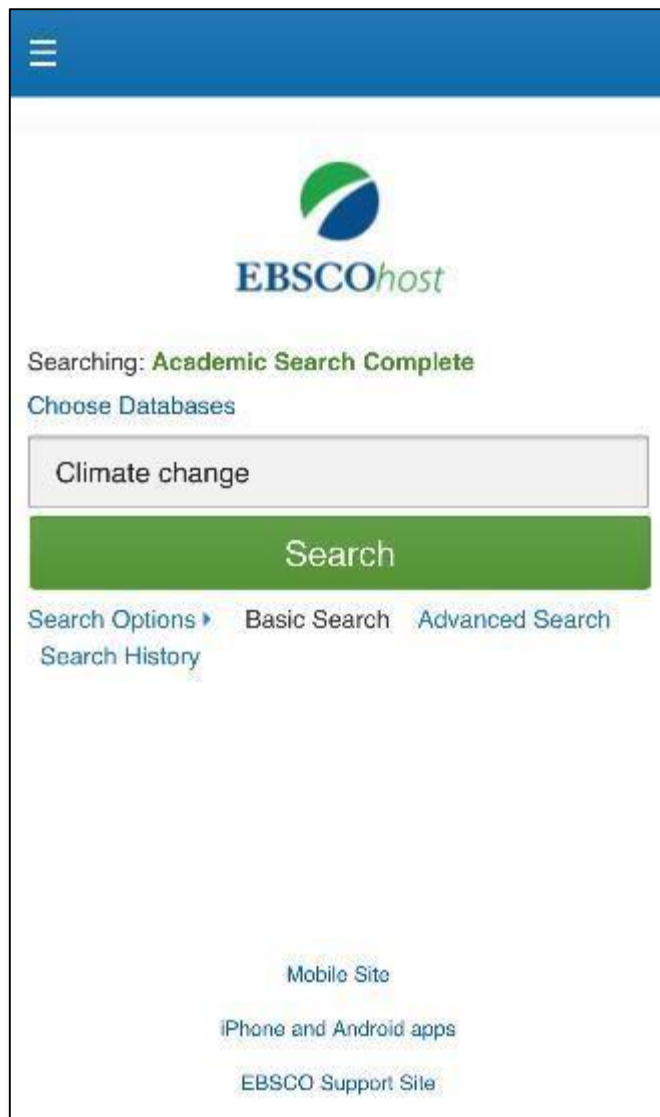 EBSCOhost
Searching: Academic Search Complete
Choose Databases
Climate change
Search
Search Options Basic Search Advanced Search
Search History
Mobile Site
iPhone and Android apps
EBSCO Support Site